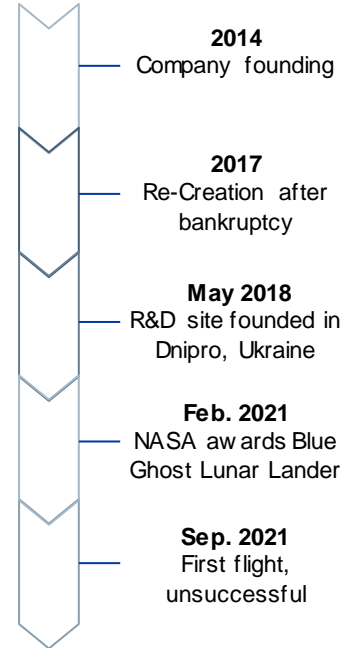 2014
Company founding
2017
Re-Creation after
bankruptcy
May 2018
R&D site founded in
Dnipro, Ukraine
Feb. 2021
NASA awards Blue
Ghost Lunar Lander
Sep. 2021
First flight,
unsuccessful